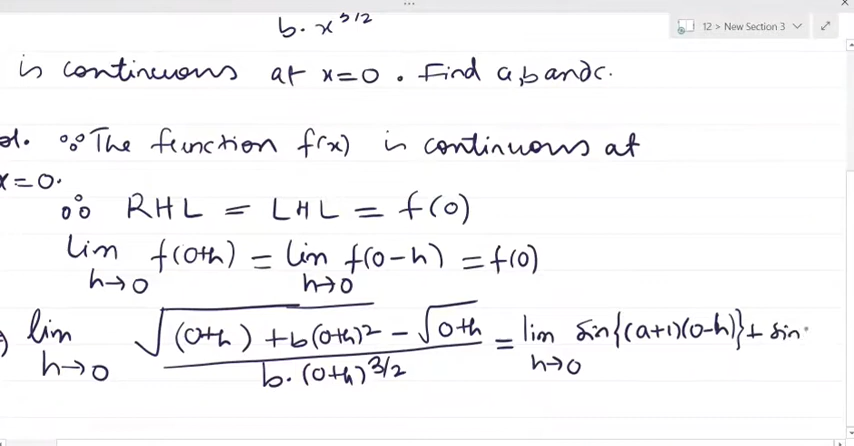 12 > New Section 3
b. x^3/2
is continuous at x=0. Find a, b and c.
ol. ∵ The function f(x) is continuous at
x=0.
∴ RHL = LHL = f(0)
lim h→0 f(0+h) = lim h→0 f(0-h) = f(0)
lim h→0 (√((0+h)+b(0+h)^2) - √(0+h)) / (b.(0+h)^3/2) = lim h→0 sin{(a+1)(0-h)}+ sin